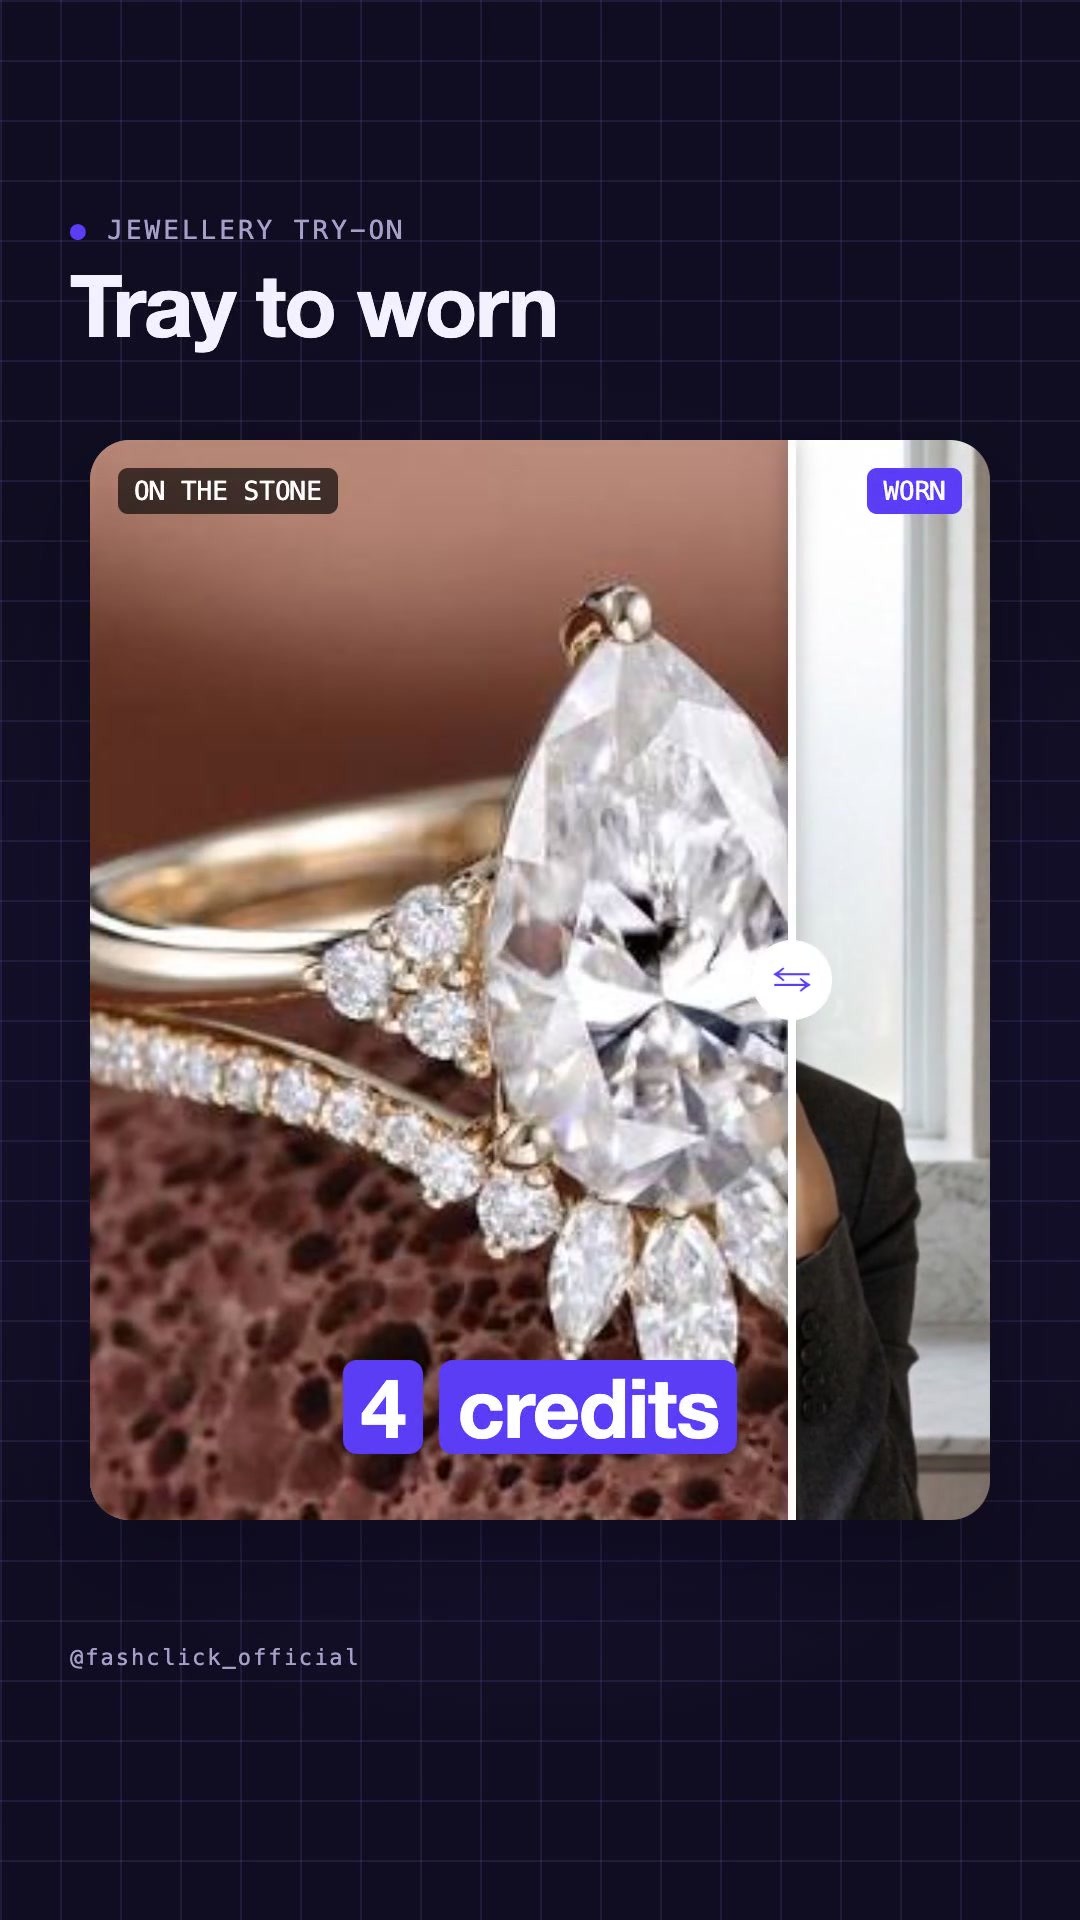 JEWELLERY TRY-ON
Tray to worn
ON THE STONE
WORN
4 credits
@fashclick_official